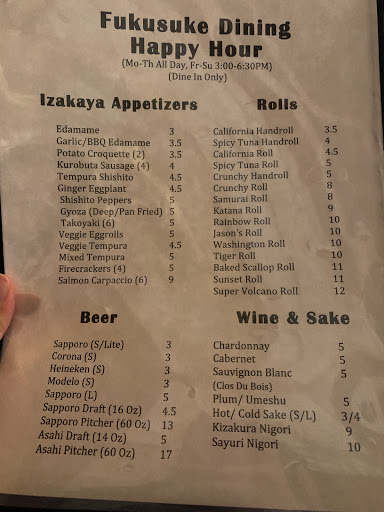 Fukusuke Dining
Happy Hour
(Mo-Th All Day, Fr-Su 3:00-6:30PM)
(Dine In Only)
Izakaya Appetizers
Edamame 3
Garlic/BBQ Edamame 3.5
Potato Croquette (2) 3.5
Kurobuta Sausage (4) 4
Tempura Shishito 4.5
Ginger Eggplant 4.5
Shishito Peppers 5
Gyoza (Deep/Pan Fried) 5
Takoyaki (6) 5
Veggie Eggrolls 5
Veggie Tempura 4.5
Mixed Tempura 5
Firecrackers (4) 5
Salmon Carpaccio (6) 9
Rolls
California Handroll 3.5
Spicy Tuna Handroll 4
California Roll 4.5
Spicy Tuna Roll 5
Crunchy Handroll 5
Crunchy Roll 8
Samurai Roll 8
Katana Roll 9
Rainbow Roll 10
Jason's Roll 10
Washington Roll 10
Tiger Roll 10
Baked Scallop Roll 11
Sunset Roll 11
Super Volcano Roll 12
Beer
Sapporo (S/Lite) 3
Corona (S) 3
Heineken (S) 3
Modelo (S) 3
Sapporo (L) 5
Sapporo Draft (16 Oz) 4.5
Sapporo Pitcher (60 Oz) 13
Asahi Draft (14 Oz) 5
Asahi Pitcher (60 Oz) 17
Wine & Sake
Chardonnay 5
Cabernet 5
Sauvignon Blanc 5
(Clos Du Bois)
Plum/ Umeshu 5
Hot/ Cold Sake (S/L) 3/4
Kizakura Nigori 9
Sayuri Nigori 10